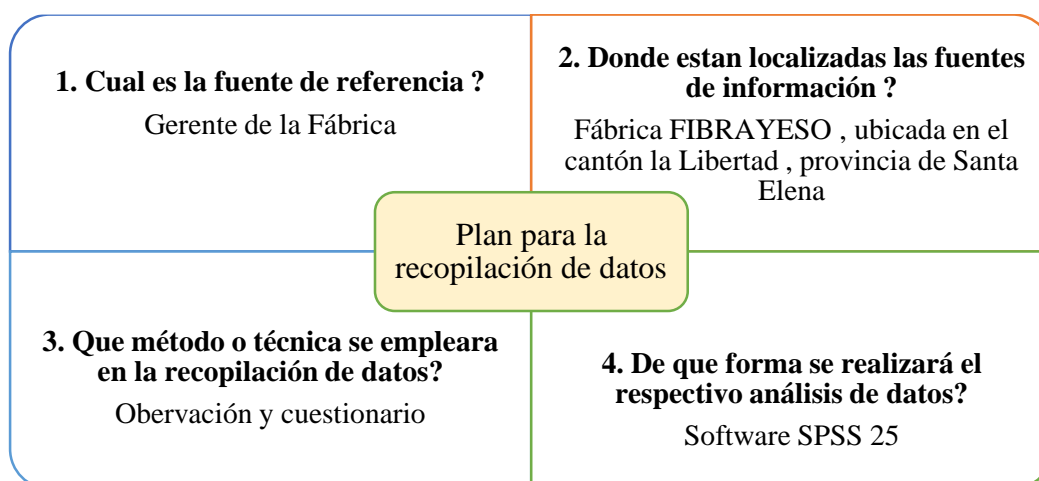 1. Cual es la fuente de referencia ?
Gerente de la Fábrica
2. Donde estan localizadas las fuentes
de información ?
Fábrica FIBRAYESO , ubicada en el
cantón la Libertad , provincia de Santa
Elena
Plan para la
recopilación de datos
3. Que método o técnica se empleara
en la recopilación de datos?
Obervación y cuestionario
4. De que forma se realizará el
respectivo análisis de datos?
Software SPSS 25